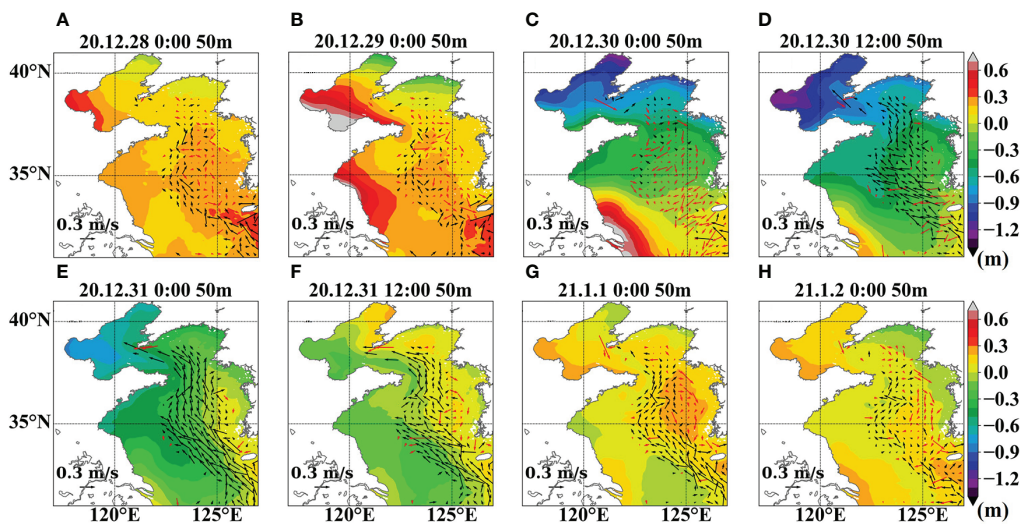 A B C D
20.12.28 0:00 50m 20.12.29 0:00 50m 20.12.30 0:00 50m 20.12.30 12:00 50m
40°N
35°N
0.3 m/s 0.3 m/s 0.3 m/s 0.3 m/s
0.6
0.3
0.0
−0.3
−0.6
−0.9
−1.2
(m)
E F G H
20.12.31 0:00 50m 20.12.31 12:00 50m 21.1.1 0:00 50m 21.1.2 0:00 50m
40°N
35°N
0.3 m/s 0.3 m/s 0.3 m/s 0.3 m/s
0.6
0.3
0.0
−0.3
−0.6
−0.9
−1.2
(m)
120°E 125°E 120°E 125°E 120°E 125°E 120°E 125°E